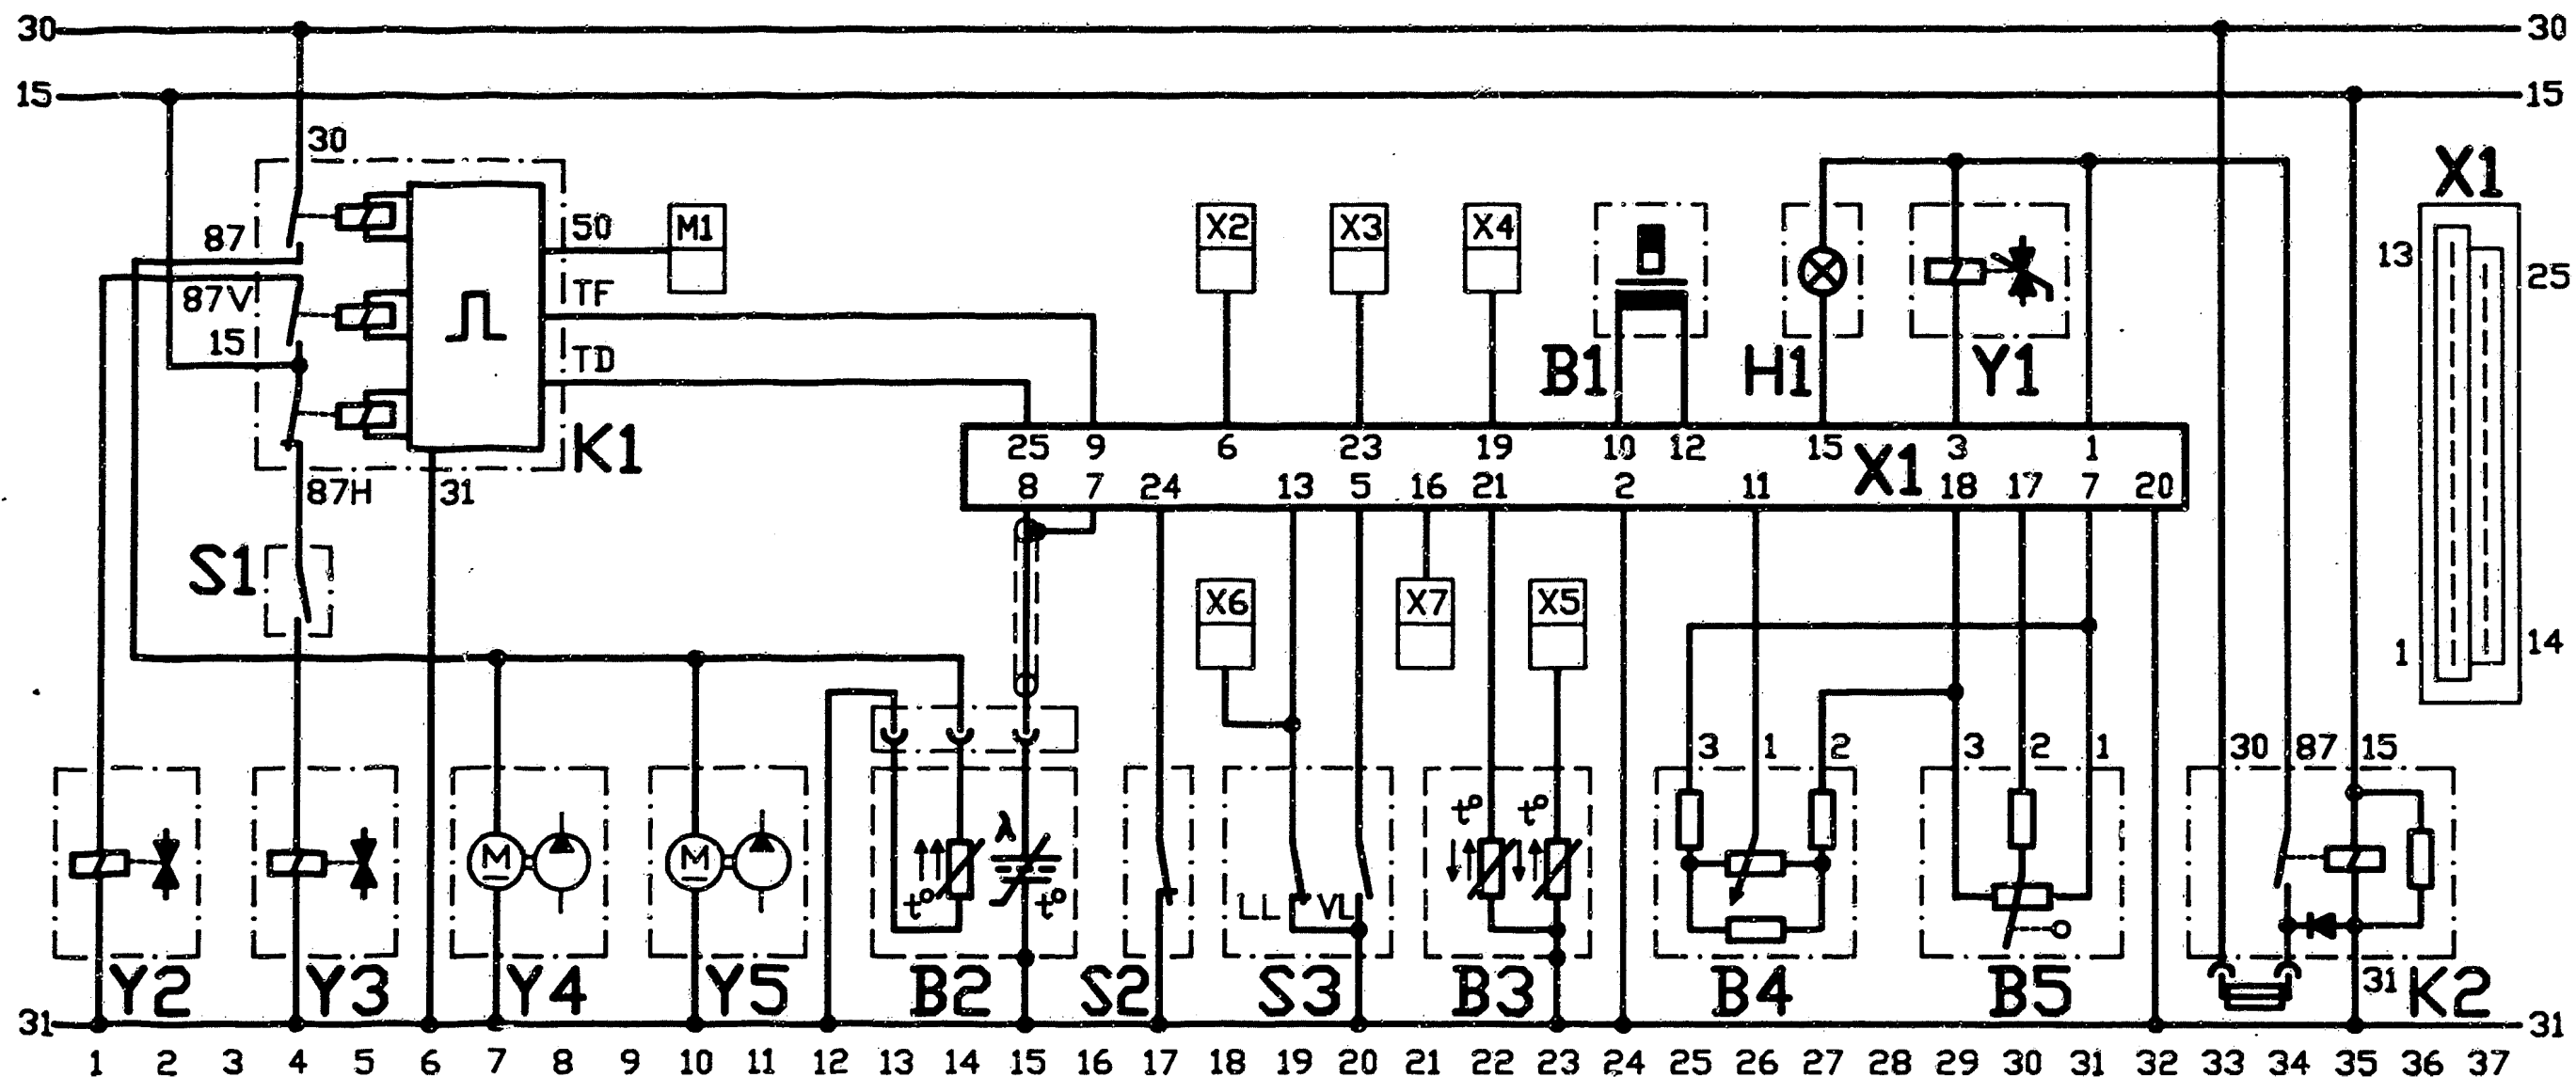 30 30
15 15
30 X1
50 M1 X2 X3 X4
87 13 25
87V TF
15 TD
B1 H1 Y1
K1 25 9 6 23 19 10 12 15 3 1
X1
87H 31 8 7 24 13 5 16 21 2 11 18 17 7 20
S1 X6 X7 X5
1 14
3 1 2 3 2 1 30 87 15
t° t°
λ
M M
t° t° LL VL
31
Y2 Y3 Y4 Y5 B2 S2 S3 B3 B4 B5 K2
31 31
1 2 3 4 5 6 7 8 9 10 11 12 13 14 15 16 17 18 19 20 21 22 23 24 25 26 27 28 29 30 31 32 33 34 35 36 37